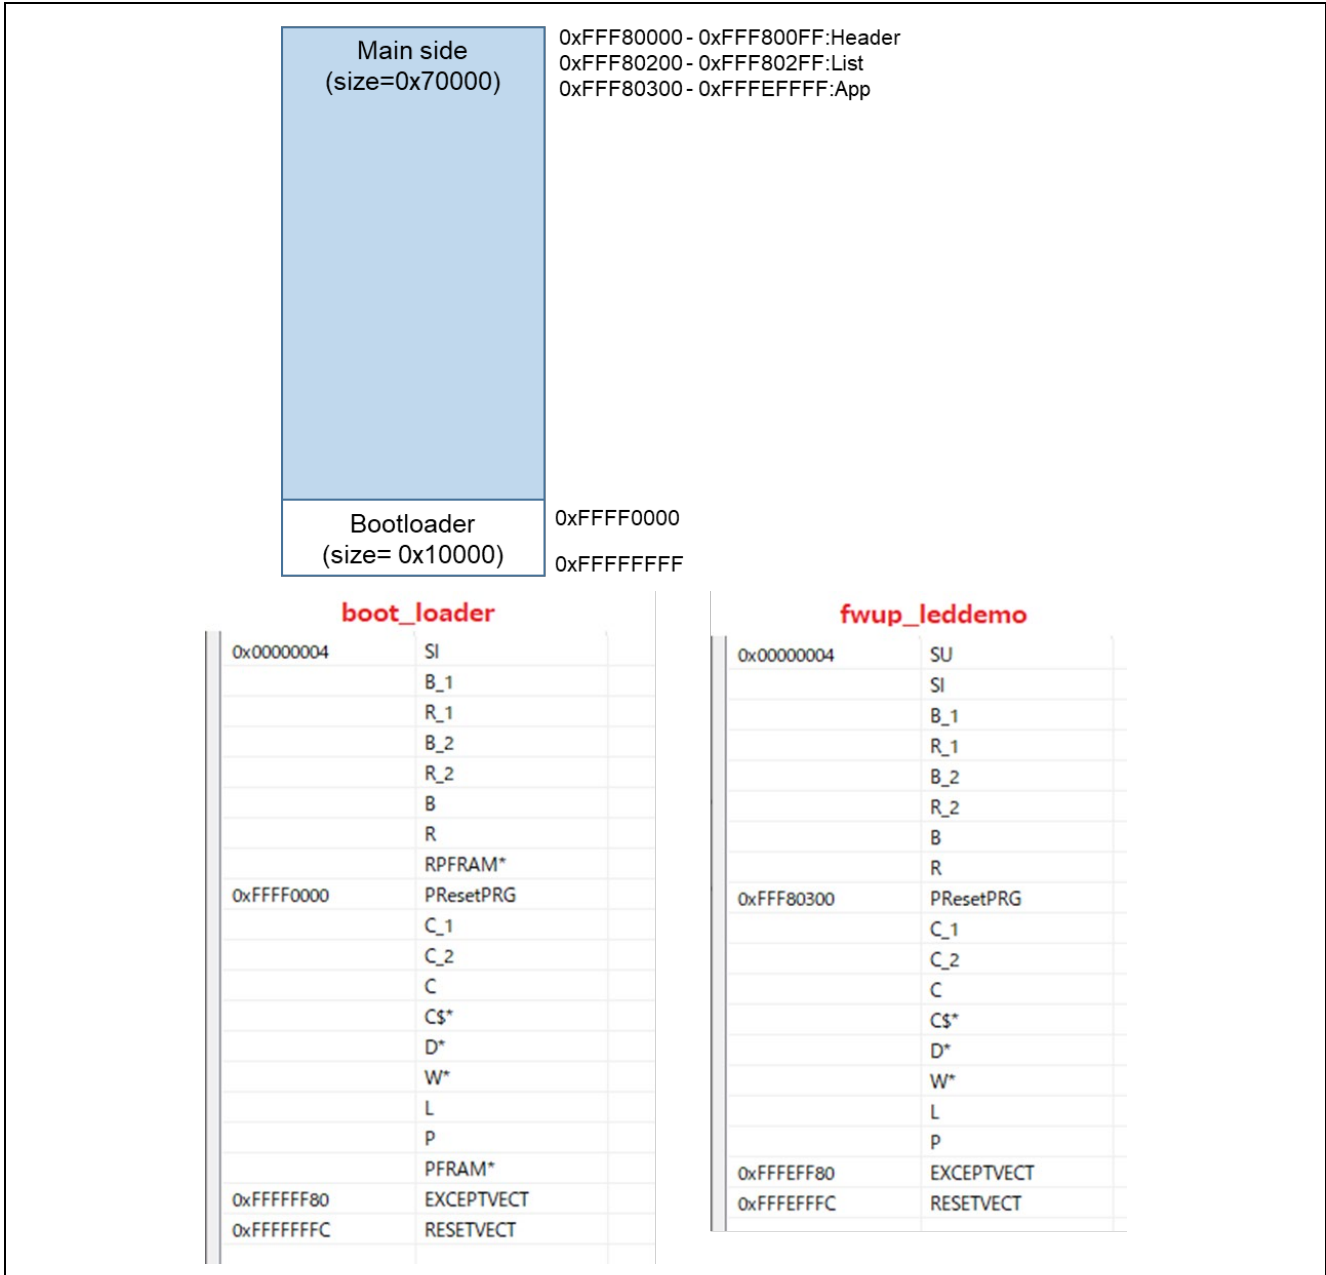 Main side
(size=0x70000)
0xFFF80000 - 0xFFF800FF:Header
0xFFF80200 - 0xFFF802FF:List
0xFFF80300 - 0xFFFEFFFF:App
Bootloader
(size= 0x10000)
0xFFFF0000
0xFFFFFFFF
boot_loader
0x00000004 SI
B_1
R_1
B_2
R_2
B
R
RPFRAM*
0xFFFF0000 PResetPRG
C_1
C_2
C
C$*
D*
W*
L
P
PFRAM*
0xFFFFFF80 EXCEPTVECT
0xFFFFFFFC RESETVECT
fwup_leddemo
0x00000004 SU
SI
B_1
R_1
B_2
R_2
B
R
0xFFF80300 PResetPRG
C_1
C_2
C
C$*
D*
W*
L
P
0xFFFEFF80 EXCEPTVECT
0xFFFEFFFC RESETVECT